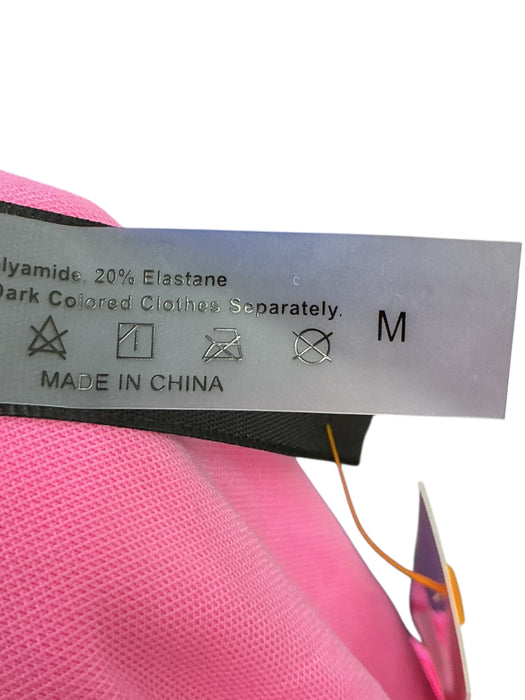 lyamide, 20% Elastane
Dark Colored Clothes Separately.
M
MADE IN CHINA